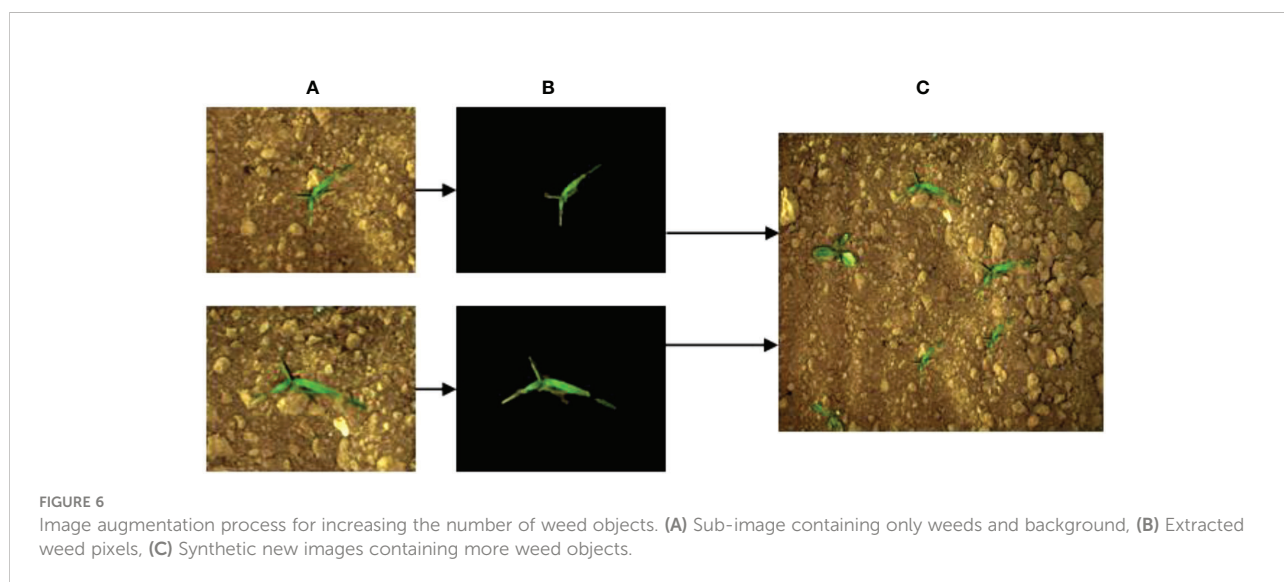 A B C
FIGURE 6
Image augmentation process for increasing the number of weed objects. (A) Sub-image containing only weeds and background, (B) Extracted
weed pixels, (C) Synthetic new images containing more weed objects.